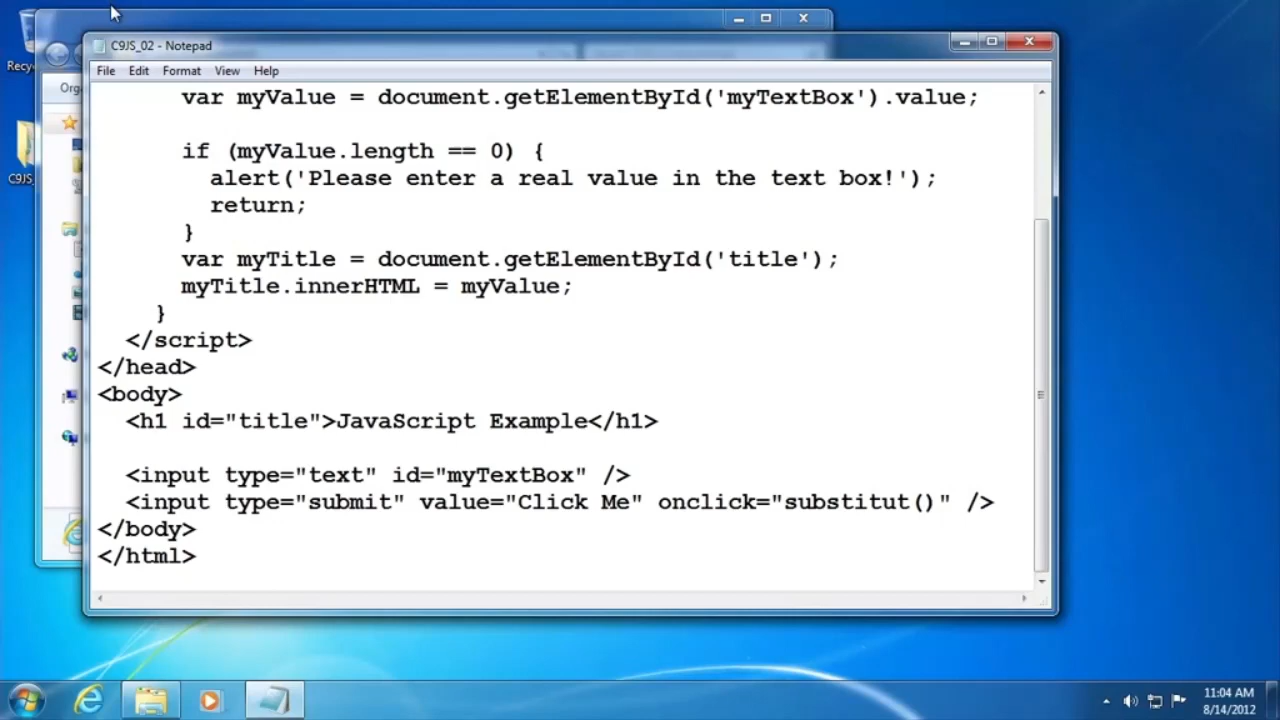 C9JS_02 - Notepad
File Edit Format View Help
var myValue = document.getElementById('myTextBox').value;
if (myValue.length == 0) {
alert('Please enter a real value in the text box!');
return;
}
var myTitle = document.getElementById('title');
myTitle.innerHTML = myValue;
}
</script>
</head>
<body>
<h1 id="title">JavaScript Example</h1>
<input type="text" id="myTextBox" />
<input type="submit" value="Click Me" onclick="substitut()" />
</body>
</html>
Recy
Orga
C9JS_
11:04 AM
8/14/2012